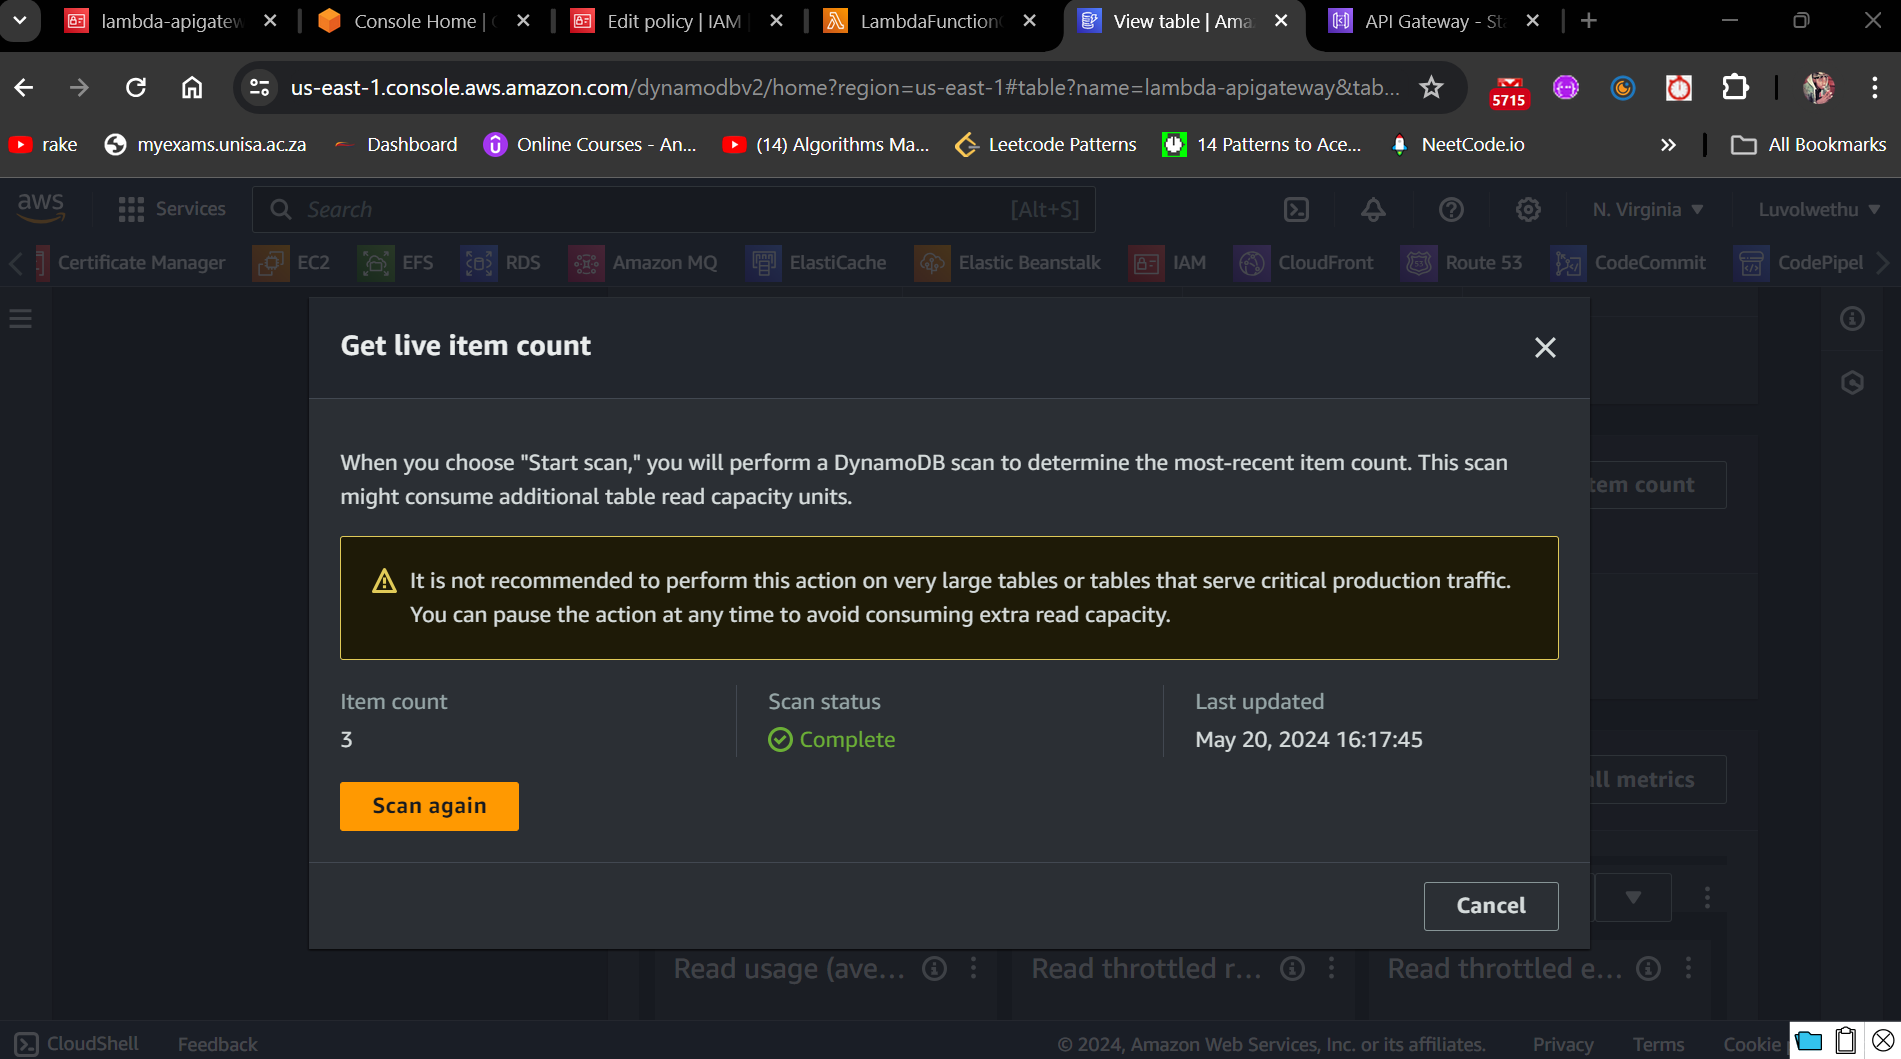 lambda-apigatew
Console Home |
Edit policy | IAM
LambdaFunction
View table | Ama
API Gateway - Sta
us-east-1.console.aws.amazon.com/dynamodbv2/home?region=us-east-1#table?name=lambda-apigateway&tab...
5715
rake
myexams.unisa.ac.za
Dashboard
Online Courses - An...
(14) Algorithms Ma...
Leetcode Patterns
14 Patterns to Ace...
NeetCode.io
All Bookmarks
aws
Services
Search
[Alt+S]
N. Virginia
Luvolwethu
Certificate Manager
EC2
EFS
RDS
Amazon MQ
ElastiCache
Elastic Beanstalk
IAM
CloudFront
Route 53
CodeCommit
CodePipel
Get live item count
When you choose "Start scan," you will perform a DynamoDB scan to determine the most-recent item count. This scan
might consume additional table read capacity units.
tem count
It is not recommended to perform this action on very large tables or tables that serve critical production traffic.
You can pause the action at any time to avoid consuming extra read capacity.
Item count
3
Scan status
Complete
Last updated
May 20, 2024 16:17:45
all metrics
Scan again
Cancel
Read usage (ave...
Read throttled r...
Read throttled e...
CloudShell
Feedback
© 2024, Amazon Web Services, Inc. or its affiliates.
Privacy
Terms
Cookie